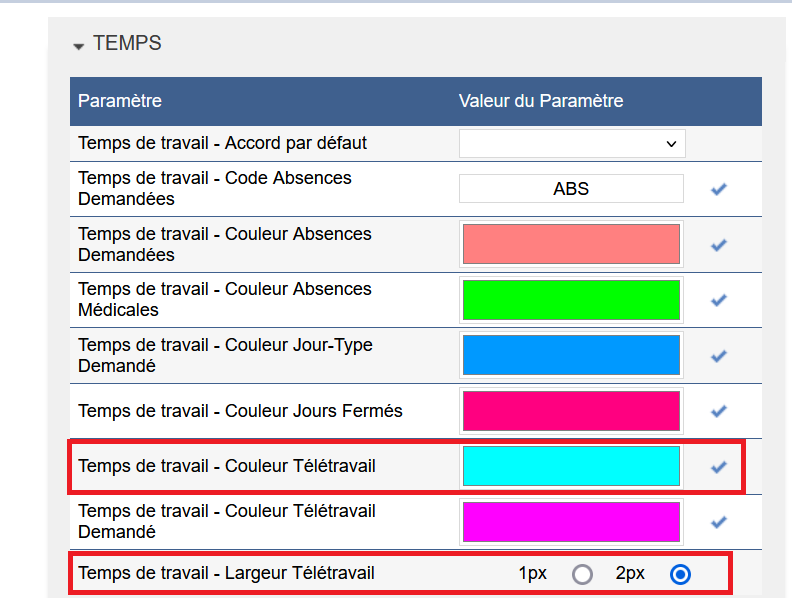 TEMPS
Paramètre Valeur du Paramètre
Temps de travail - Accord par défaut
Temps de travail - Code Absences
Demandées
ABS
Temps de travail - Couleur Absences
Demandées
Temps de travail - Couleur Absences
Médicales
Temps de travail - Couleur Jour-Type
Demandé
Temps de travail - Couleur Jours Fermés
Temps de travail - Couleur Télétravail
Temps de travail - Couleur Télétravail
Demandé
Temps de travail - Largeur Télétravail 1px 2px